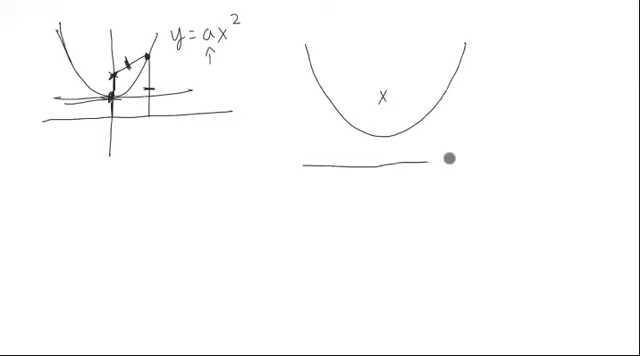 y = ax²
x